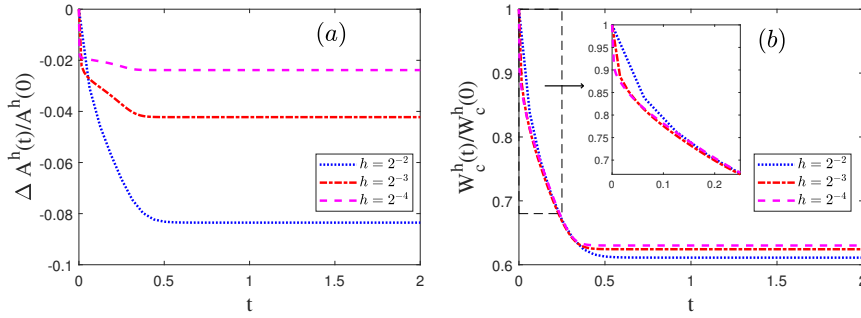 (a)
0
-0.02
-0.04
-0.06
-0.08
-0.1
Δ A^h(t)/A^h(0)
h = 2^{-2}
h = 2^{-3}
h = 2^{-4}
0 0.5 1 1.5 2
t
(b)
1
0.9
0.8
0.7
0.6
W_c^h(t)/W_c^h(0)
1
0.95
0.9
0.85
0.8
0.75
0.7
0 0.1 0.2
h = 2^{-2}
h = 2^{-3}
h = 2^{-4}
0 0.5 1 1.5 2
t